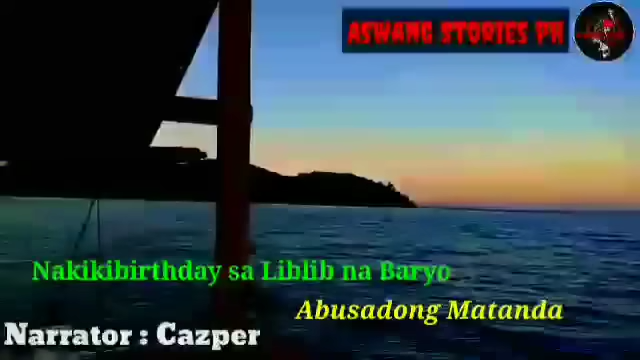 ASWANG STORIES PH
Nakikibirthday sa Liblib na Baryo
Abusadong Matanda
Narrator : Cazper